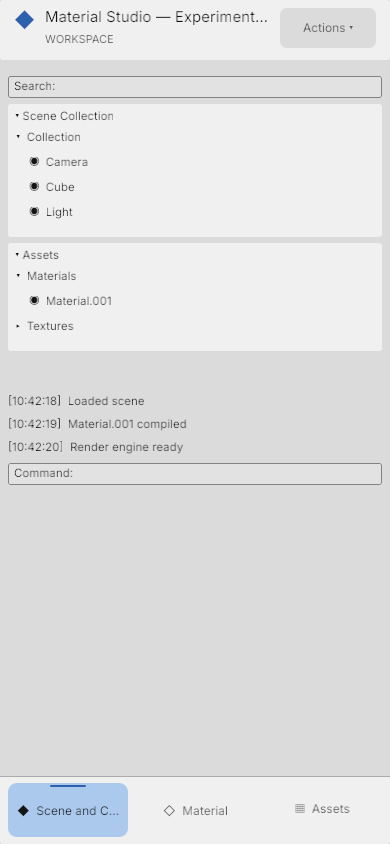 Material Studio — Experiment...
WORKSPACE
Actions ▾
Search:
Scene Collection
Collection
Camera
Cube
Light
Assets
Materials
Material.001
Textures
[10:42:18] Loaded scene
[10:42:19] Material.001 compiled
[10:42:20] Render engine ready
Command:
Scene and C...
Material
Assets